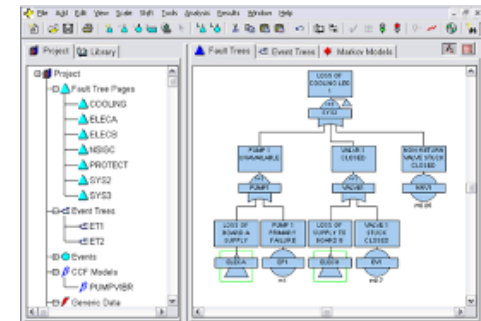 File Add Edit View Scale Shift Tools Analysis Results Window Help
Project
Library
Fault Trees
Event Trees
Markov Models
Project
Fault Tree Pages
COOLING
ELECA
ELECB
NSIGC
PROTECT
SYS2
SYS3
Event Trees
ET1
ET2
Events
CCF Models
PUMPVIBR
Generic Data
LOSS OF
COOLING LEG
1
SYS2
PUMP 1
UNAVAILABLE
VALVE 1
CLOSED
NON RETURN
VALVE STUCK
CLOSED
PUMP1
VALVE1
NRV1
LOSS OF
BOARD A
SUPPLY
PUMP 1
PRIMARY
FAILURE
LOSS OF
SUPPLY TO
BOARD B
VALVE 1
STUCK
CLOSED
ELECA
EP1
ELECB
EV1